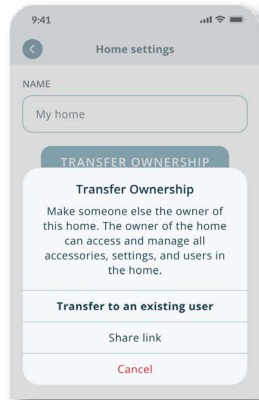 9:41
Home settings
NAME
My home
TRANSFER OWNERSHIP
Transfer Ownership
Make someone else the owner of
this home. The owner of the home
can access and manage all
accessories, settings, and users in
the home.
Transfer to an existing user
Share link
Cancel